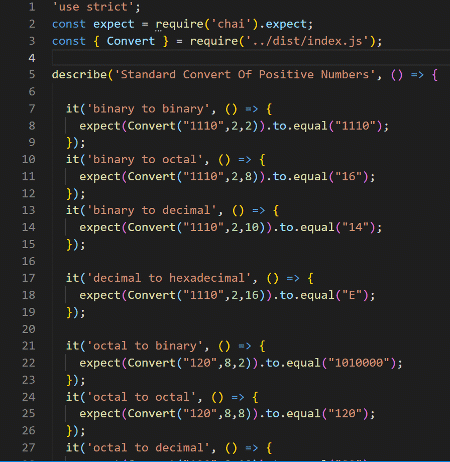 1 'use strict';
2 const expect = require('chai').expect;
3 const { Convert } = require('../dist/index.js');
4
5 describe('Standard Convert Of Positive Numbers', () => {
6
7 it('binary to binary', () => {
8 expect(Convert("1110",2,2)).to.equal("1110");
9 });
10 it('binary to octal', () => {
11 expect(Convert("1110",2,8)).to.equal("16");
12 });
13 it('binary to decimal', () => {
14 expect(Convert("1110",2,10)).to.equal("14");
15 });
16
17 it('decimal to hexadecimal', () => {
18 expect(Convert("1110",2,16)).to.equal("E");
19 });
20
21 it('octal to binary', () => {
22 expect(Convert("120",8,2)).to.equal("1010000");
23 });
24 it('octal to octal', () => {
25 expect(Convert("120",8,8)).to.equal("120");
26 });
27 it('octal to decimal', () => {